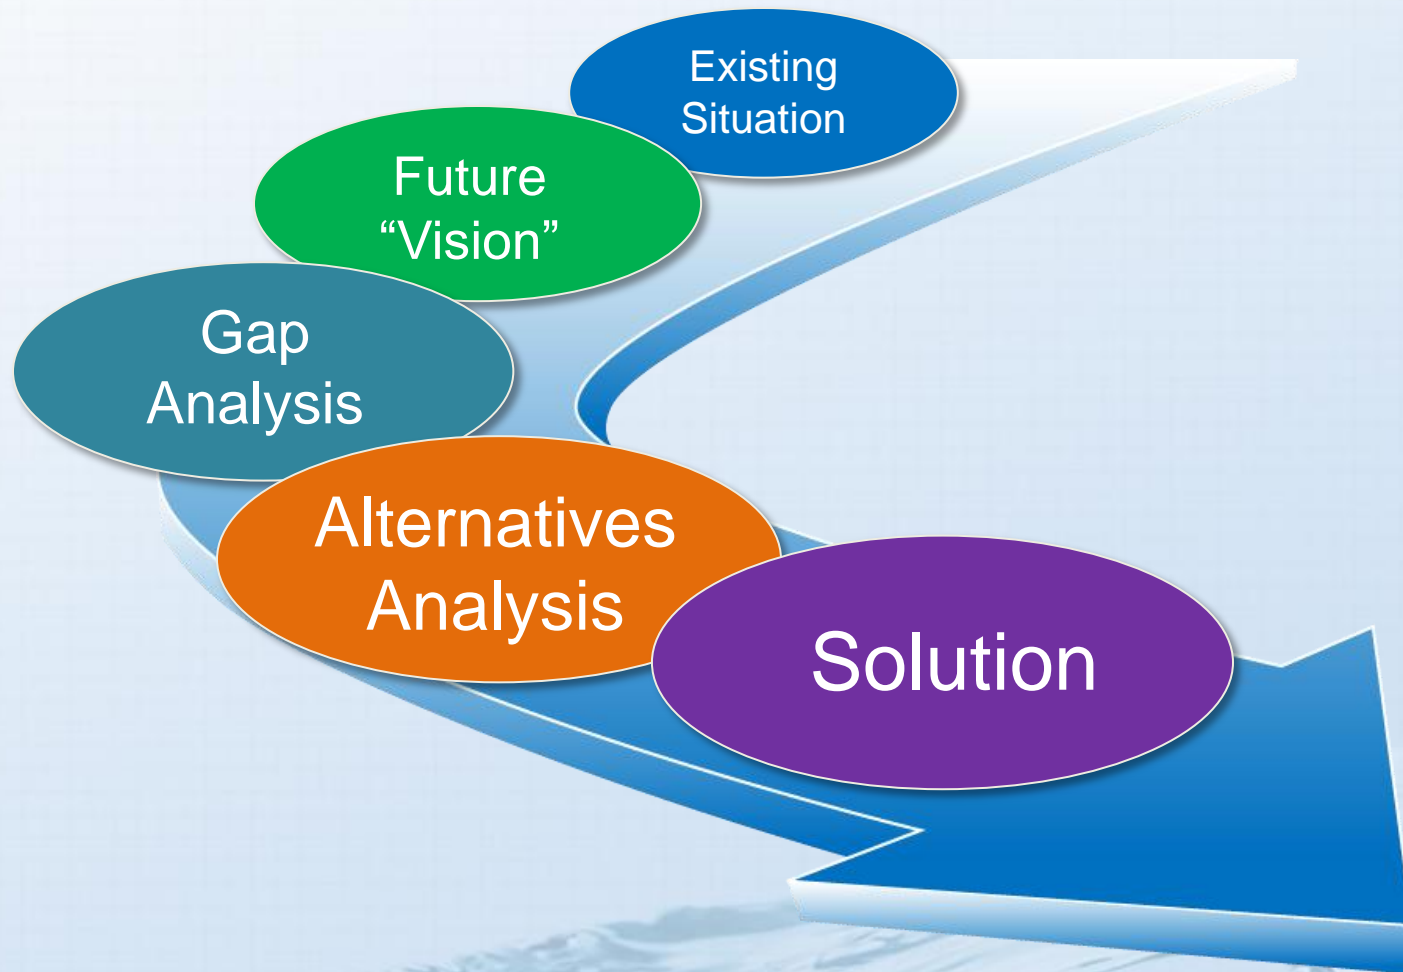 Existing
Situation
Future
“Vision”
Gap
Analysis
Alternatives
Analysis
Solution